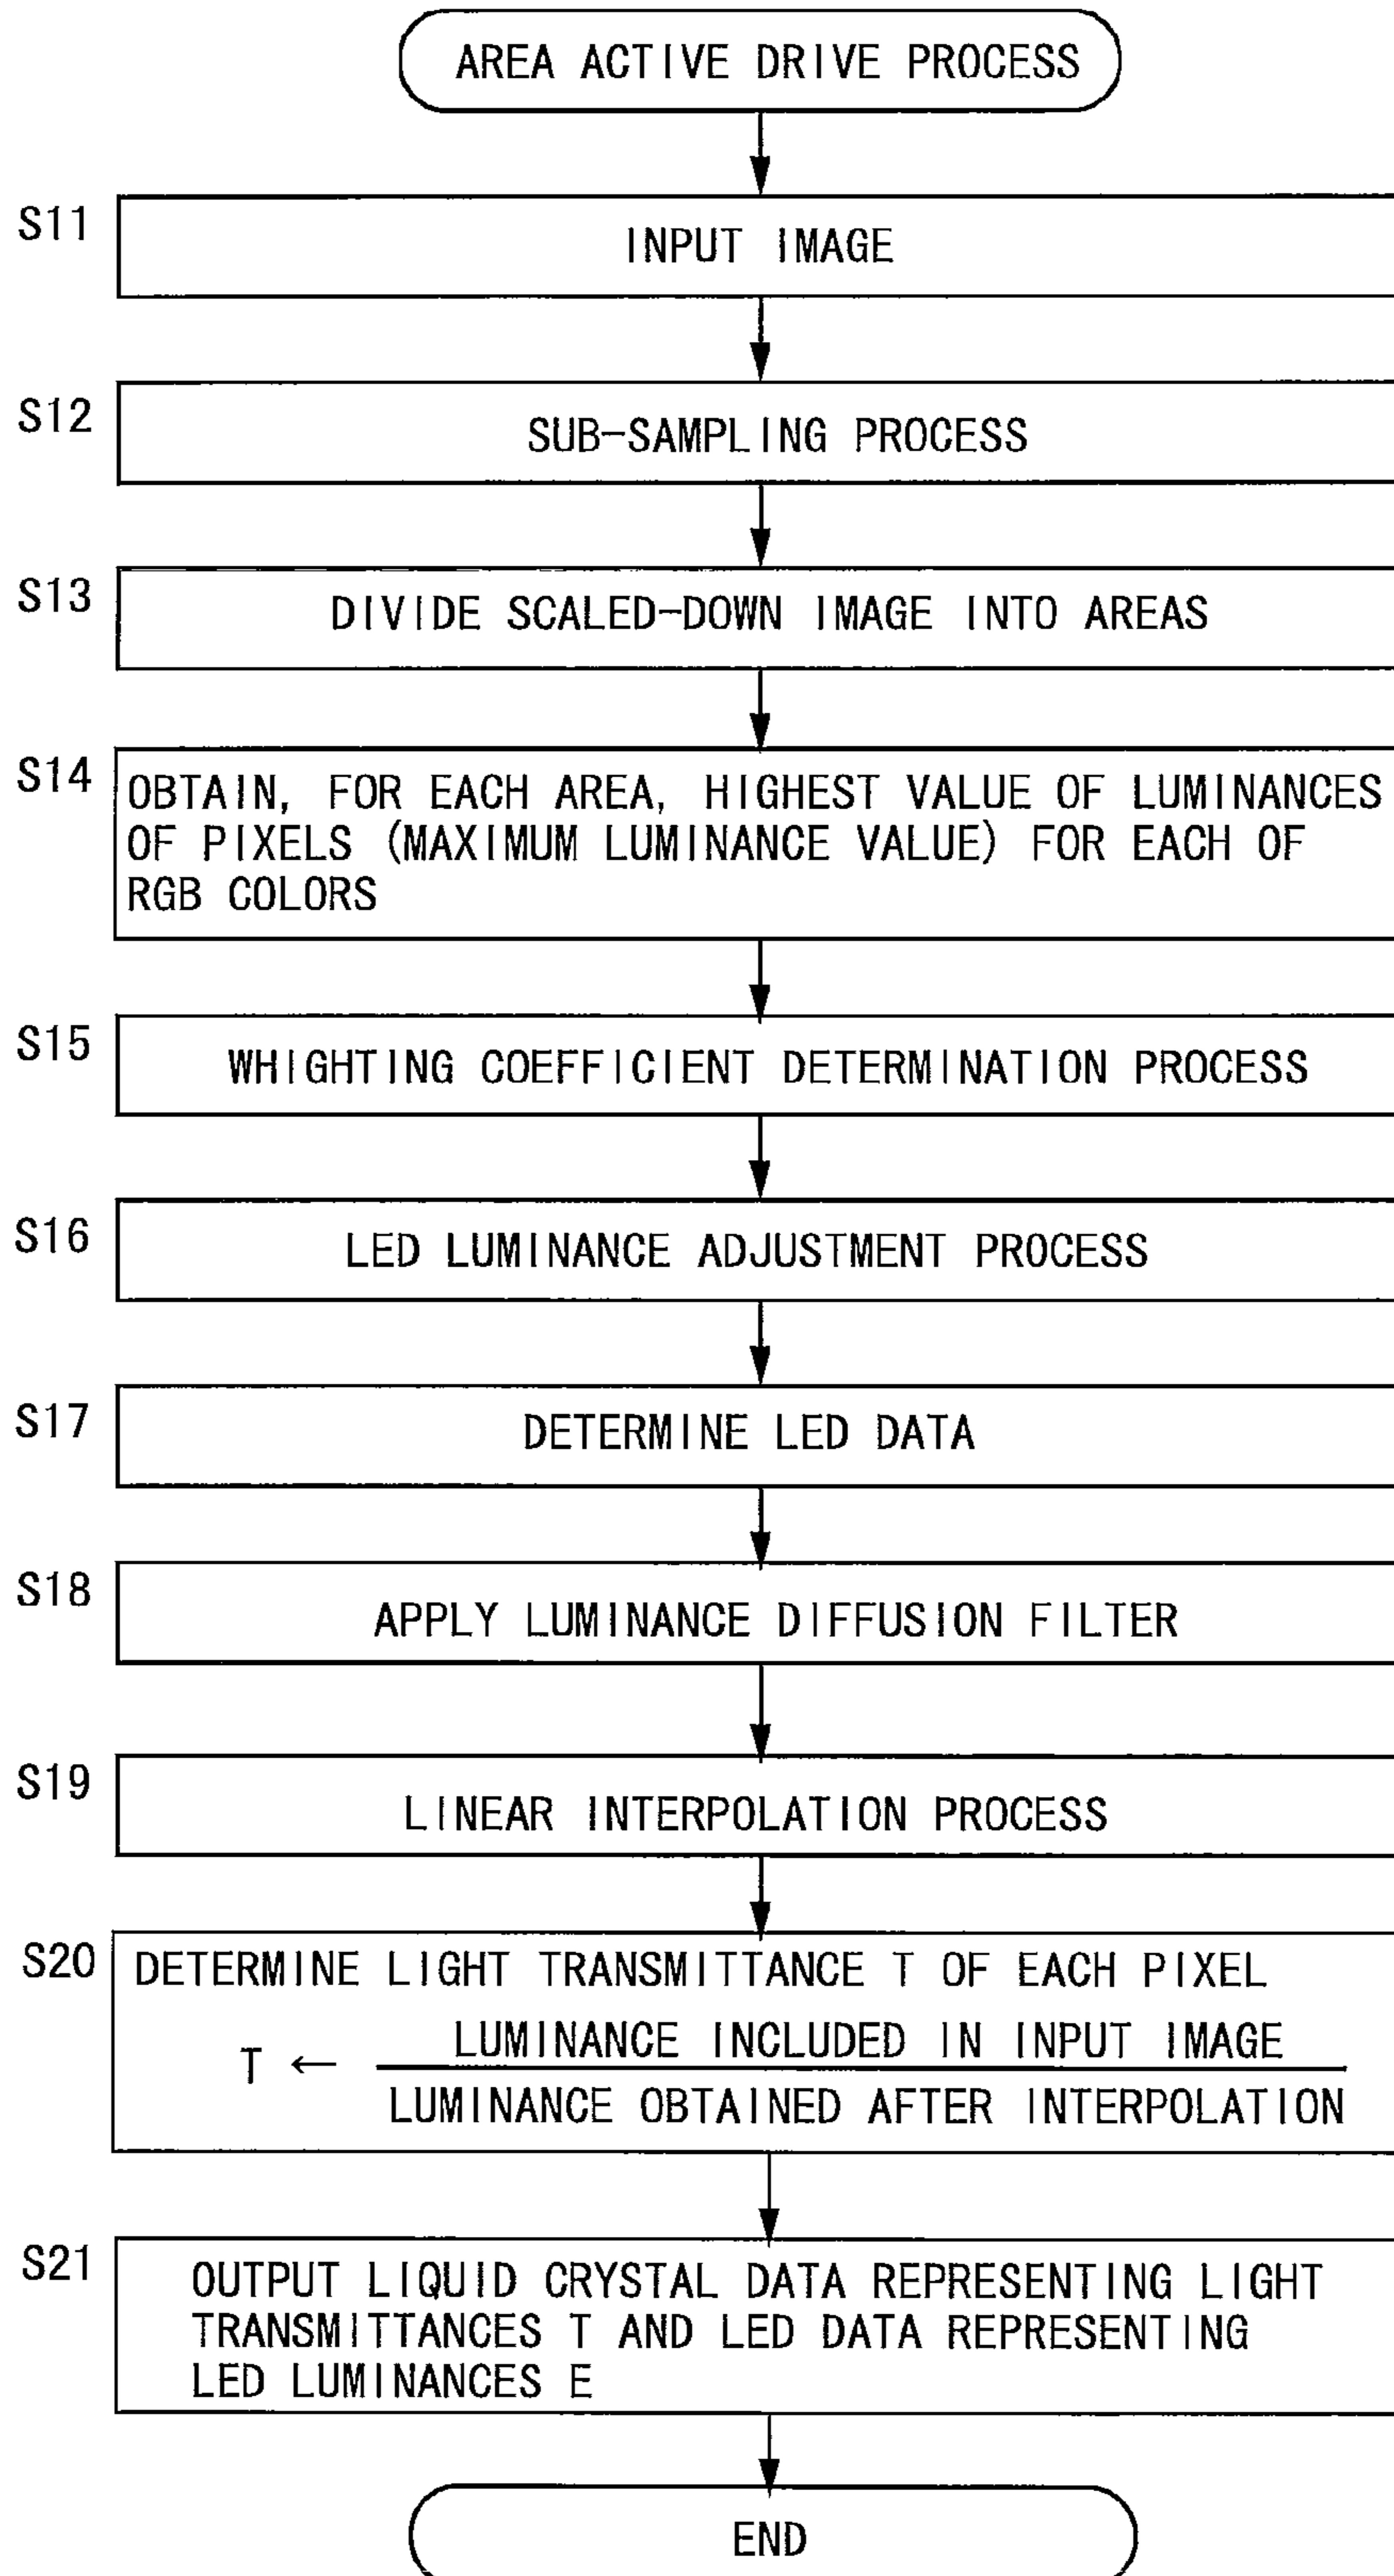 AREA ACTIVE DRIVE PROCESS
S11
INPUT IMAGE
S12
SUB-SAMPLING PROCESS
S13
DIVIDE SCALED-DOWN IMAGE INTO AREAS
S14
OBTAIN, FOR EACH AREA, HIGHEST VALUE OF LUMINANCES
OF PIXELS (MAXIMUM LUMINANCE VALUE) FOR EACH OF
RGB COLORS
S15
WHIGHTING COEFFICIENT DETERMINATION PROCESS
S16
LED LUMINANCE ADJUSTMENT PROCESS
S17
DETERMINE LED DATA
S18
APPLY LUMINANCE DIFFUSION FILTER
S19
LINEAR INTERPOLATION PROCESS
S20
DETERMINE LIGHT TRANSMITTANCE T OF EACH PIXEL
LUMINANCE INCLUDED IN INPUT IMAGE
T ←
LUMINANCE OBTAINED AFTER INTERPOLATION
S21
OUTPUT LIQUID CRYSTAL DATA REPRESENTING LIGHT
TRANSMITTANCES T AND LED DATA REPRESENTING
LED LUMINANCES E
END